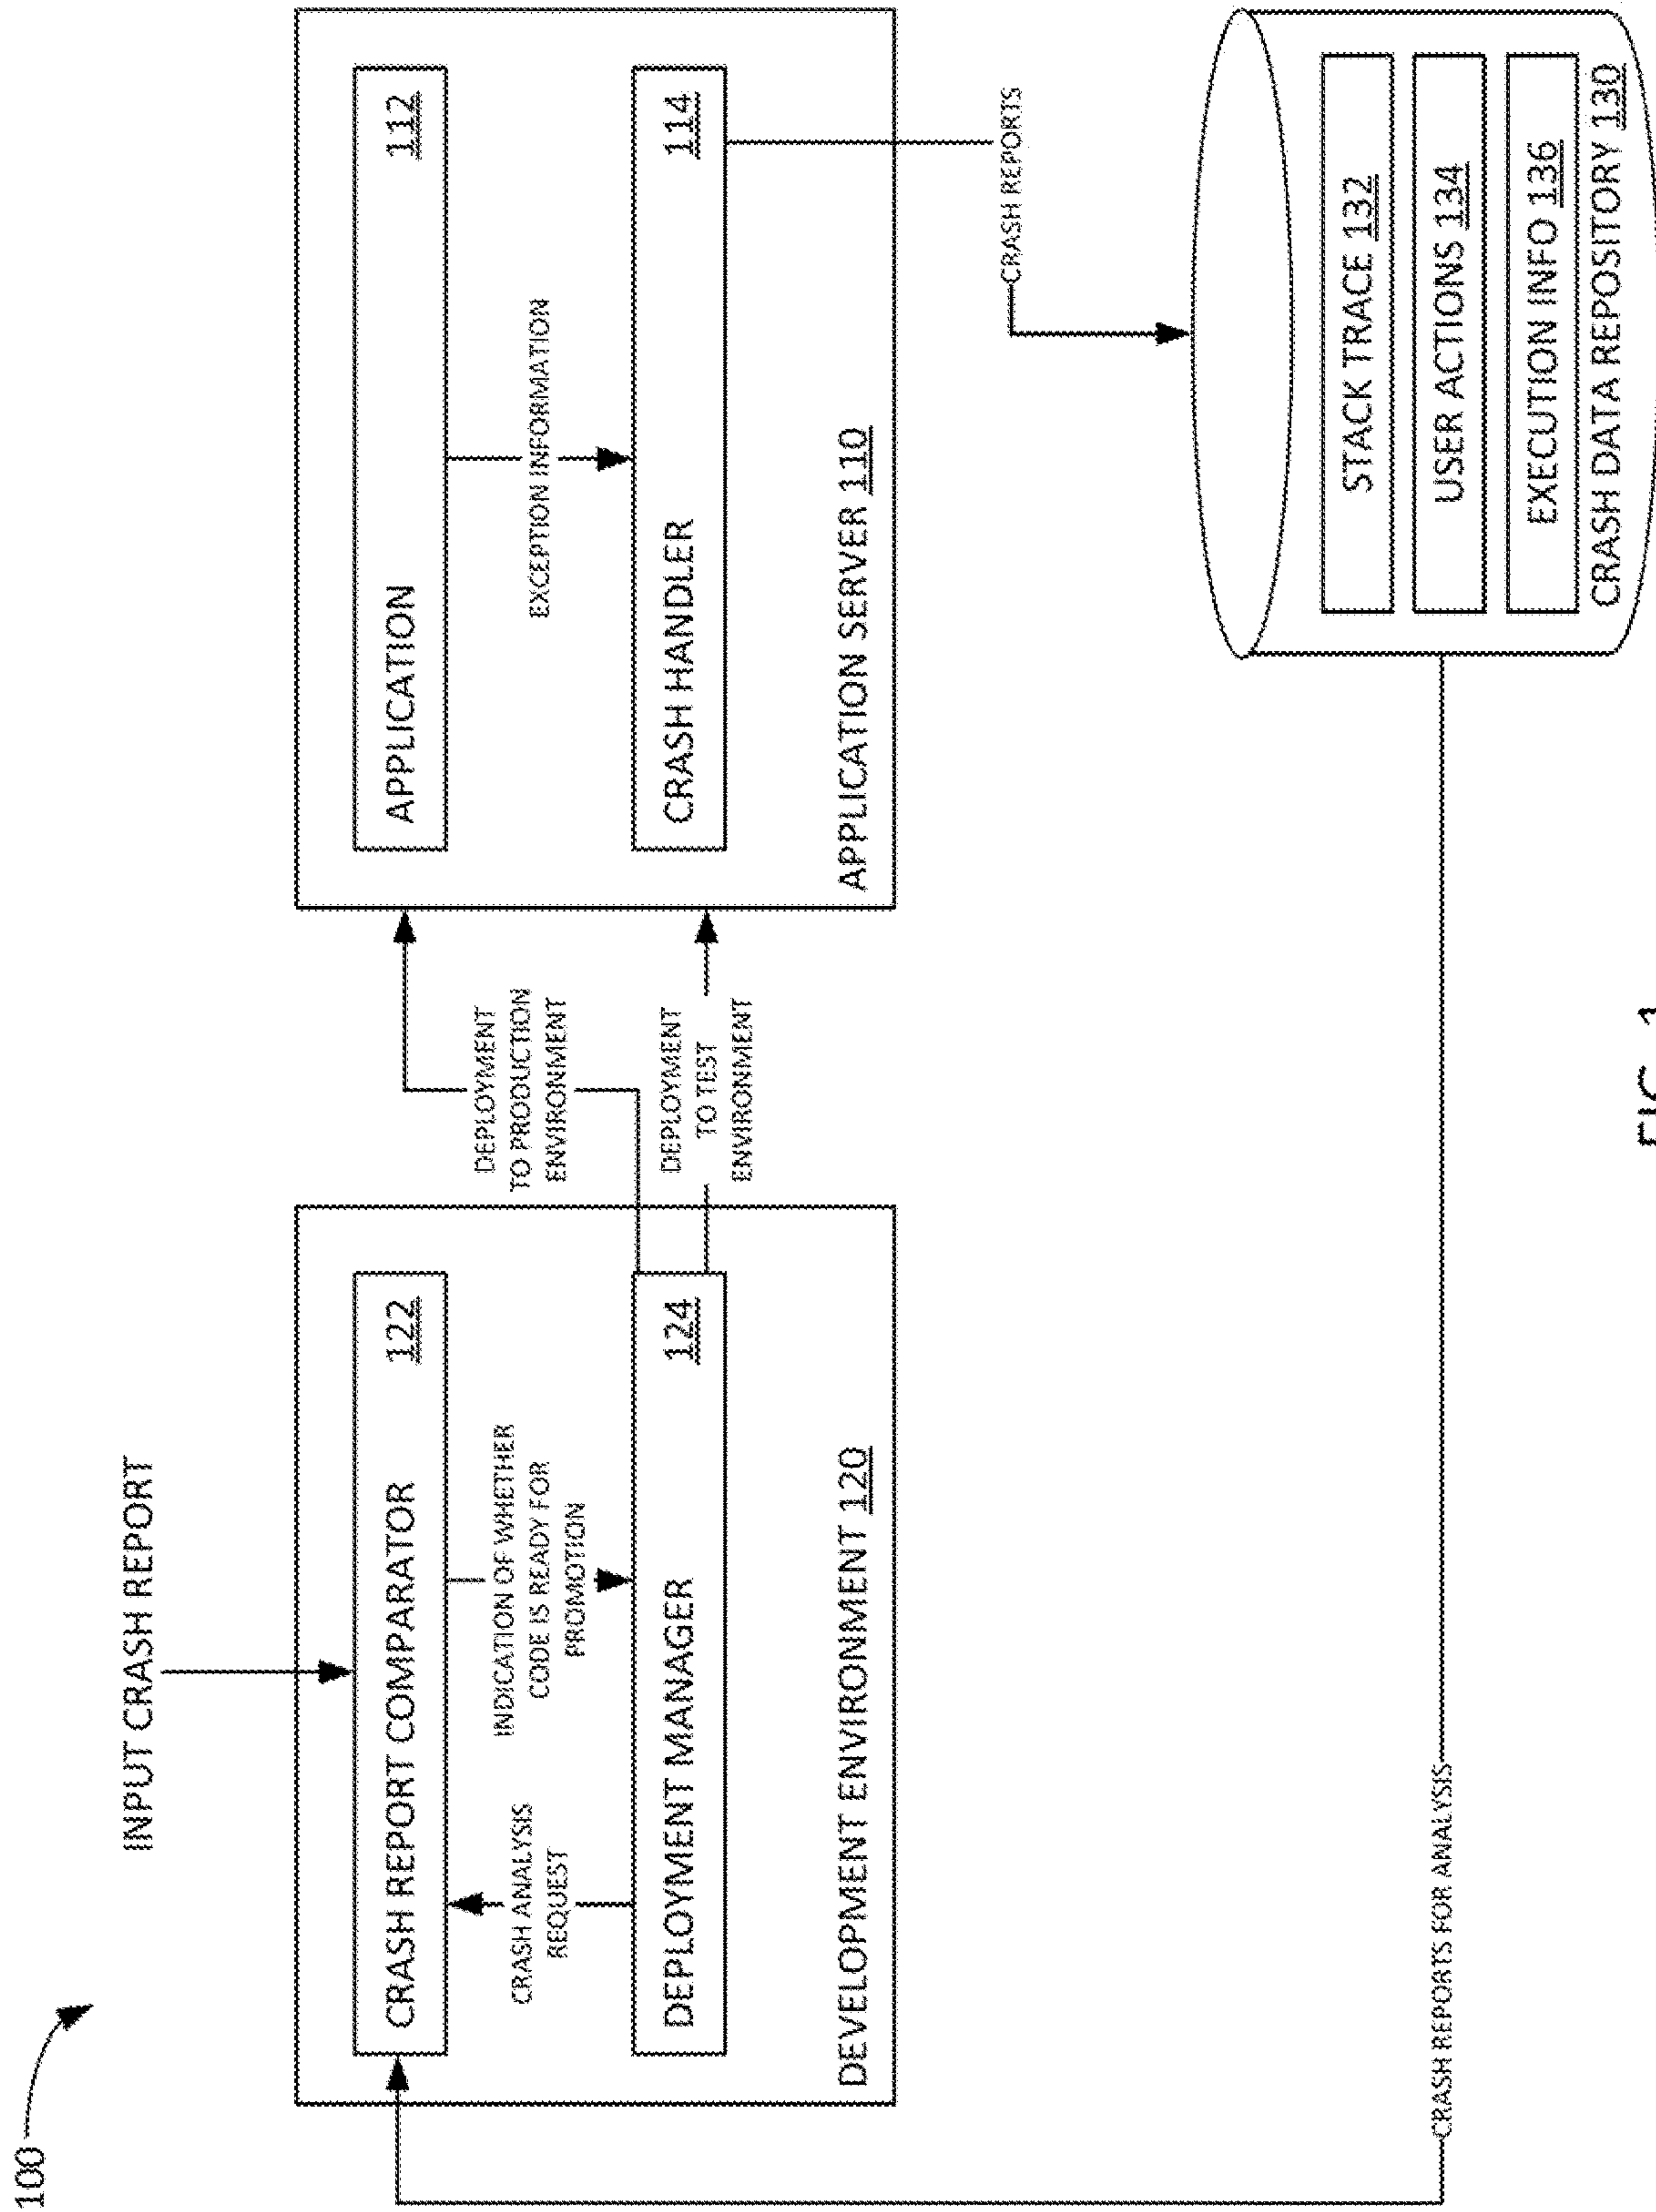 100
INPUT CRASH REPORT
CRASH REPORT COMPARATOR 122
CRASH ANALYSIS
REQUEST
INDICATION OF WHETHER
CODE IS READY FOR
PROMOTION
DEPLOYMENT MANAGER 124
DEVELOPMENT ENVIRONMENT 120
DEPLOYMENT
TO PRODUCTION
ENVIRONMENT
DEPLOYMENT
TO TEST
ENVIRONMENT
APPLICATION 112
EXCEPTION INFORMATION
CRASH HANDLER 114
APPLICATION SERVER 110
CRASH REPORTS
STACK TRACE 132
USER ACTIONS 134
EXECUTION INFO 136
CRASH DATA REPOSITORY 130
CRASH REPORTS FOR ANALYSIS
FIG. 1